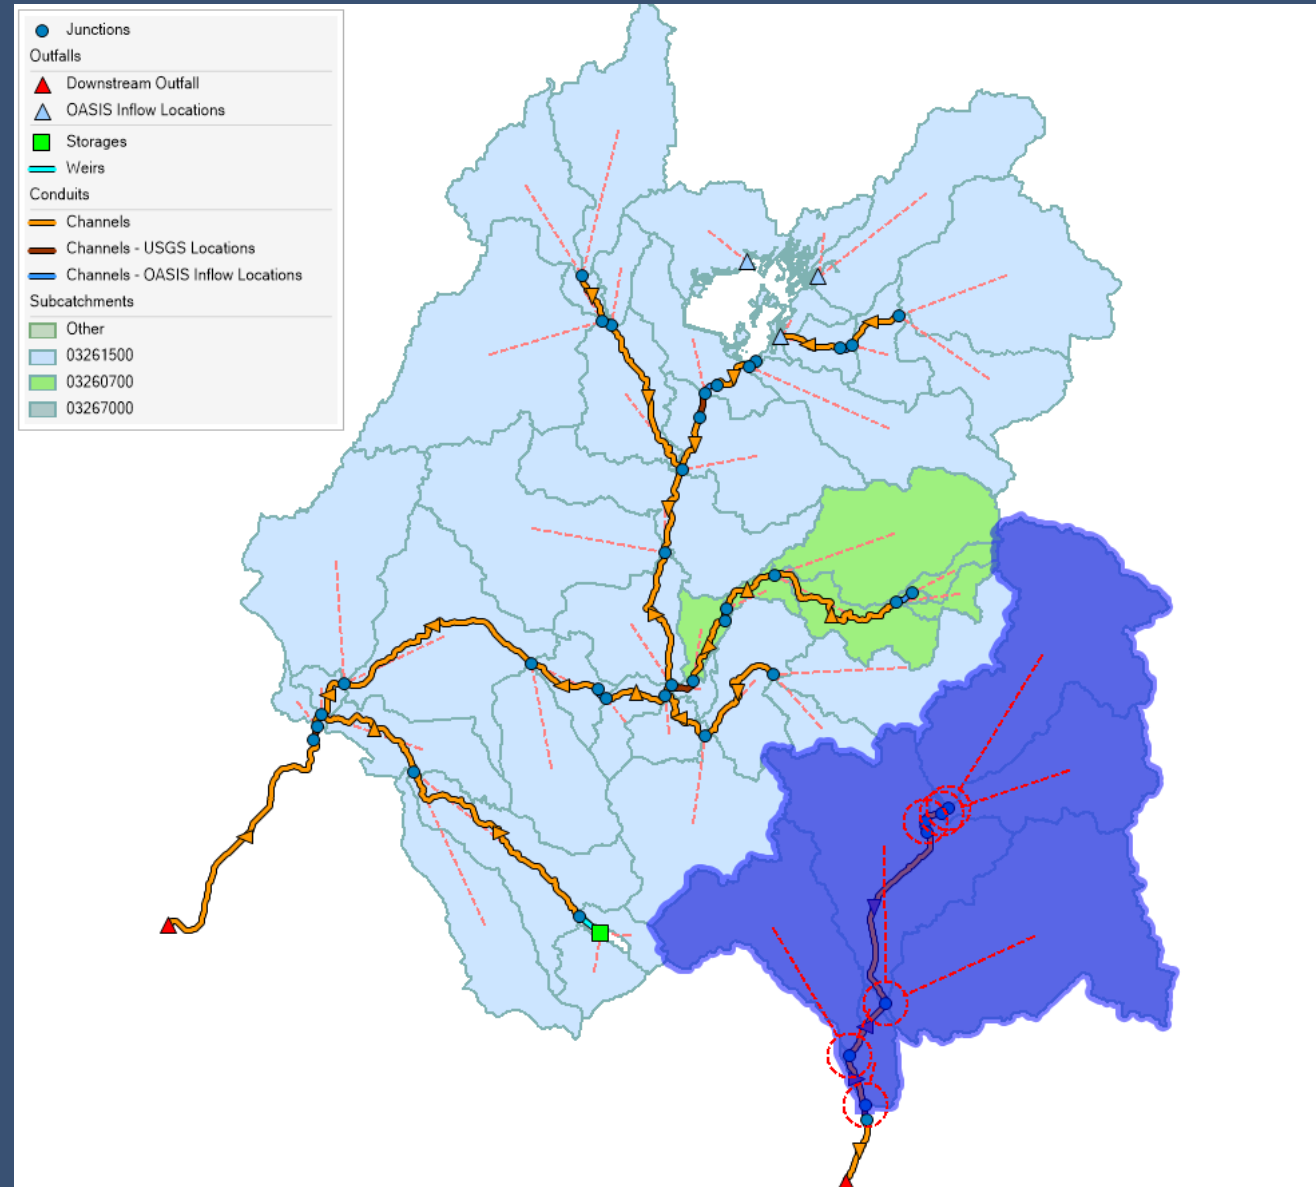 Junctions
Outfalls
Downstream Outfall
OASIS Inflow Locations
Storages
Weirs
Conduits
Channels
Channels - USGS Locations
Channels - OASIS Inflow Locations
Subcatchments
Other
03261500
03260700
03267000